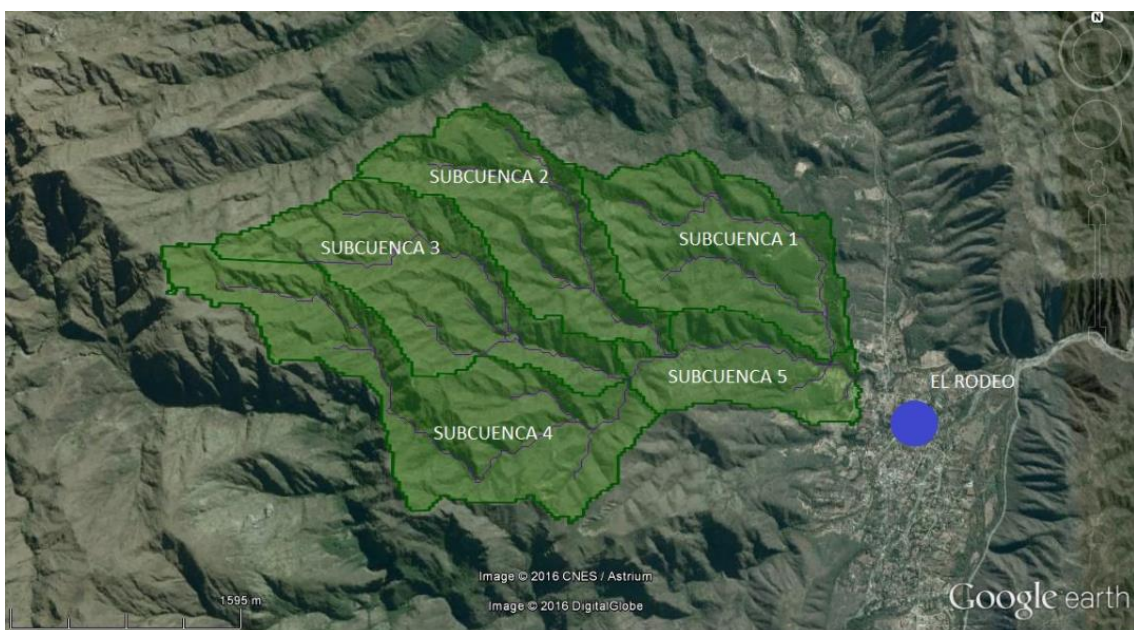 N
SUBCUENCA 2
SUBCUENCA 1
SUBCUENCA 3
SUBCUENCA 5
EL RODEO
SUBCUENCA 4
Image © 2016 CNES / Astrium
1595 m
Image © 2016 DigitalGlobe
Google earth